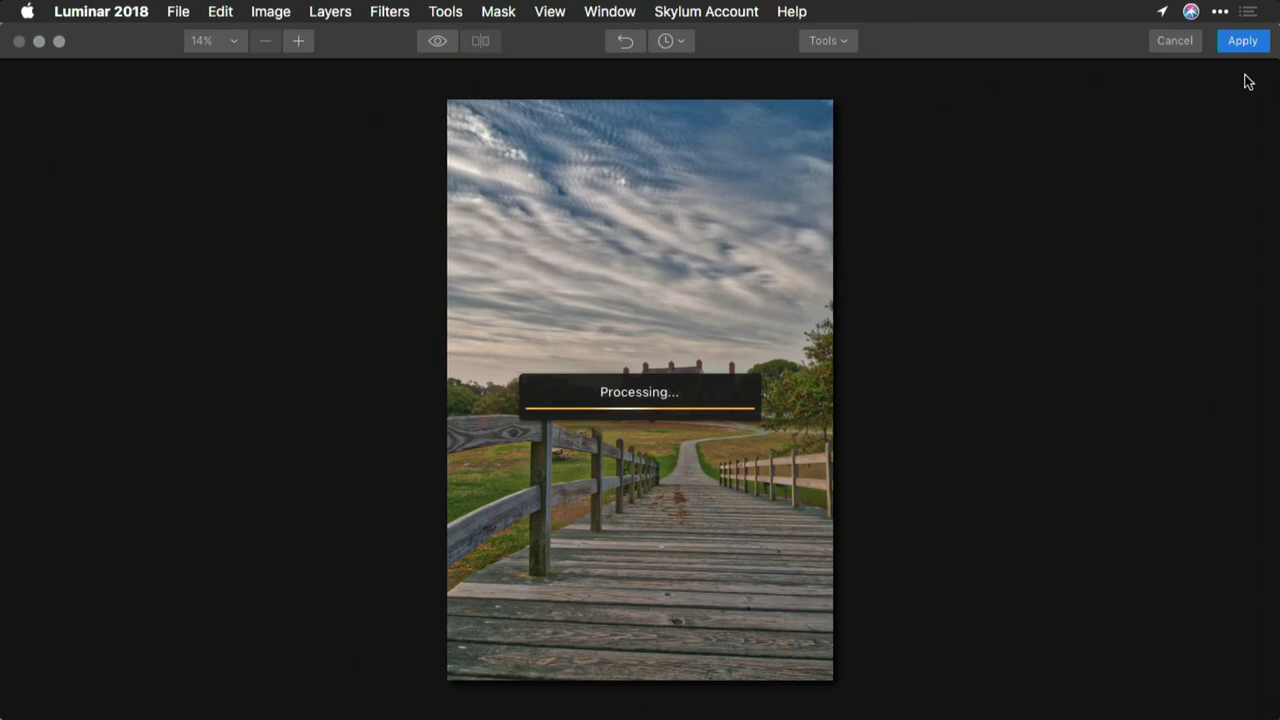 Luminar 2018 File Edit Image Layers Filters Tools Mask View Window Skylum Account Help
14% Tools Cancel Apply
Processing...